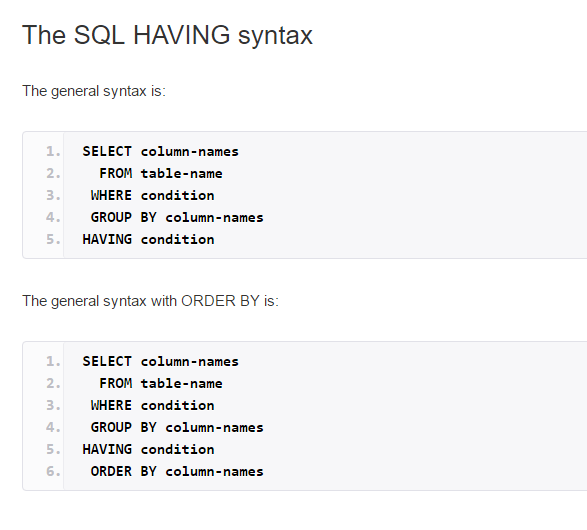 The SQL HAVING syntax
The general syntax is:
1. SELECT column-names
2. FROM table-name
3. WHERE condition
4. GROUP BY column-names
5. HAVING condition
The general syntax with ORDER BY is:
1. SELECT column-names
2. FROM table-name
3. WHERE condition
4. GROUP BY column-names
5. HAVING condition
6. ORDER BY column-names